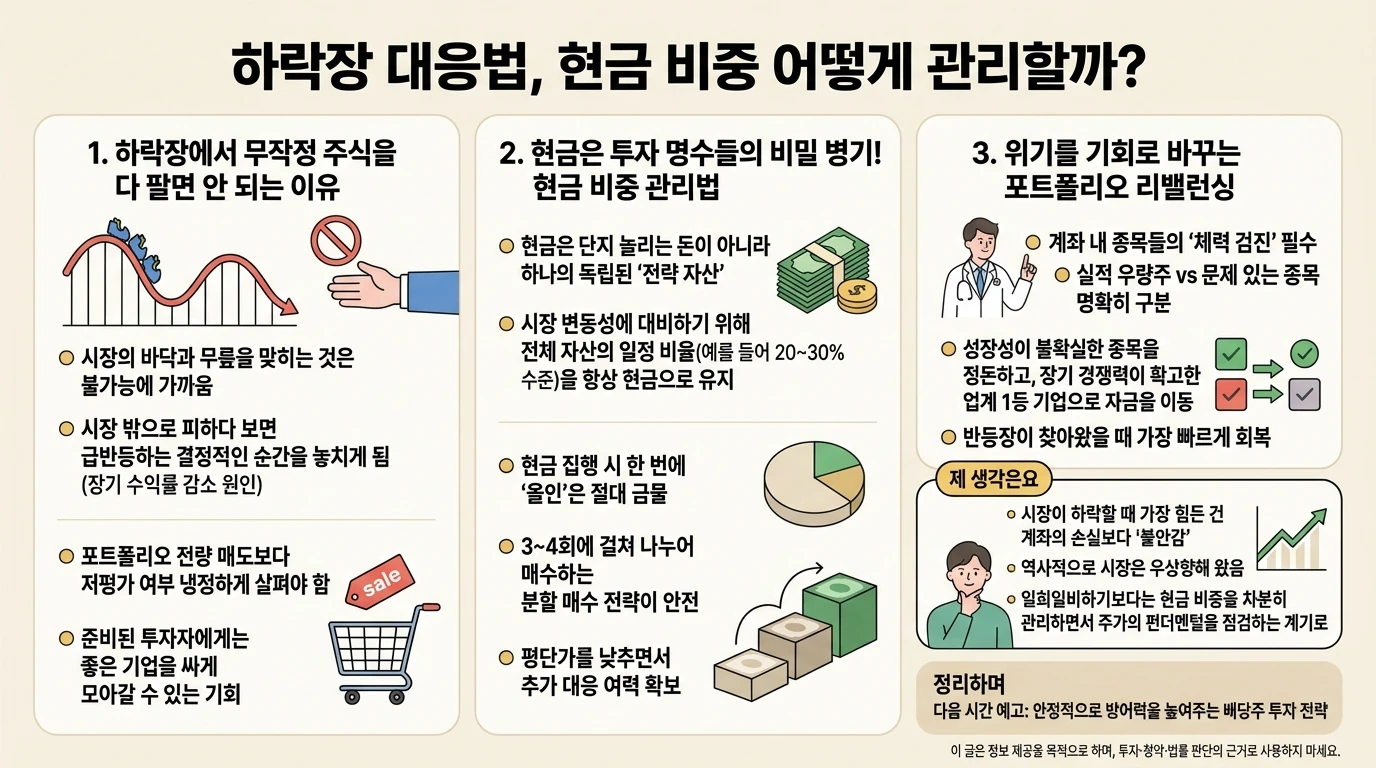 하락장 대응법, 현금 비중 어떻게 관리할까?
1. 하락장에서 무작정 주식을
다 팔면 안 되는 이유
시장의 바닥과 무릎을 맞히는 것은
불가능에 가까움
시장 밖으로 피하다 보면
급반등하는 결정적인 순간을 놓치게 됨
(장기 수익률 감소 원인)
포트폴리오 전량 매도보다
저평가 여부 냉정하게 살펴야 함
sale
준비된 투자자에게는
좋은 기업을 싸게
모아갈 수 있는 기회
2. 현금은 투자 명수들의 비밀 병기!
현금 비중 관리법
현금은 단지 놀리는 돈이 아니라
하나의 독립된 ‘전략 자산’
시장 변동성에 대비하기 위해
전체 자산의 일정 비율(예를 들어 20~30%
수준)을 항상 현금으로 유지
현금 집행 시 한 번에
‘올인’은 절대 금물
3~4회에 걸쳐 나누어
매수하는
분할 매수 전략이 안전
평단가를 낮추면서
추가 대응 여력 확보
3. 위기를 기회로 바꾸는
포트폴리오 리밸런싱
계좌 내 종목들의 ‘체력 검진’ 필수
실적 우량주 vs 문제 있는 종목
명확히 구분
성장성이 불확실한 종목을
정돈하고, 장기 경쟁력이 확고한
업계 1등 기업으로 자금을 이동
반등장이 찾아왔을 때 가장 빠르게 회복
제 생각은요
시장이 하락할 때 가장 힘든 건
계좌의 손실보다 ‘불안감’
역사적으로 시장은 우상향해 왔음
일희일비하기보다는 현금 비중을 차분히
관리하면서 주가의 펀더멘털을 점검하는 계기로
정리하며
다음 시간 예고: 안정적으로 방어력을 높여주는 배당주 투자 전략
이 글은 정보 제공을 목적으로 하며, 투자·청약·법률 판단의 근거로 사용하지 마세요.